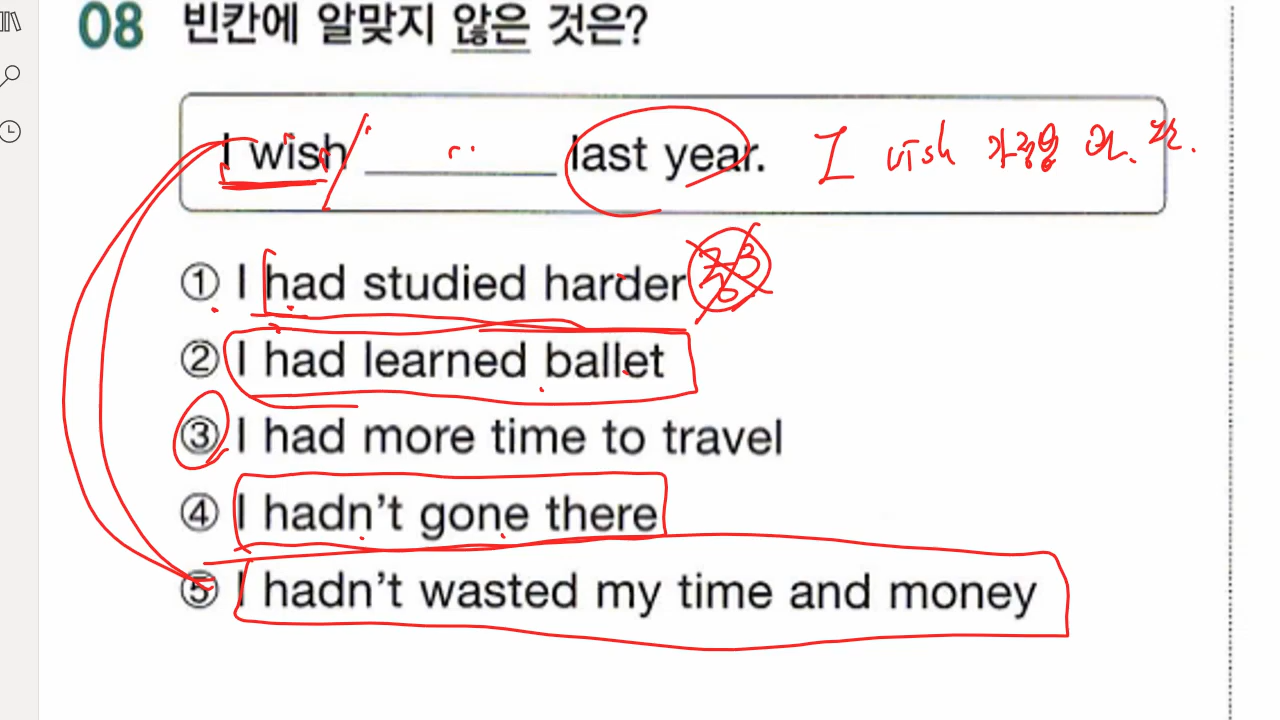 08 빈칸에 알맞지 않은 것은?
I wish ________ last year. I wish
① I had studied harder
② I had learned ballet
③ I had more time to travel
④ I hadn't gone there
⑤ I hadn't wasted my time and money